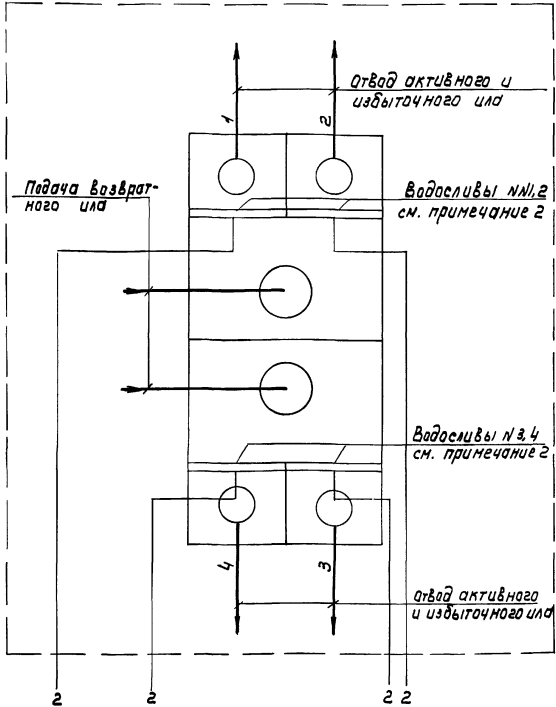 Отвод активного и
избыточного ила
1
2
Подача возврат-
ного ила
Водосливы NN1,2
см. примечание 2
Водосливы N3,4
см. примечание 2
4
3
Отвод активного
и избыточного ила
2 2 2 2